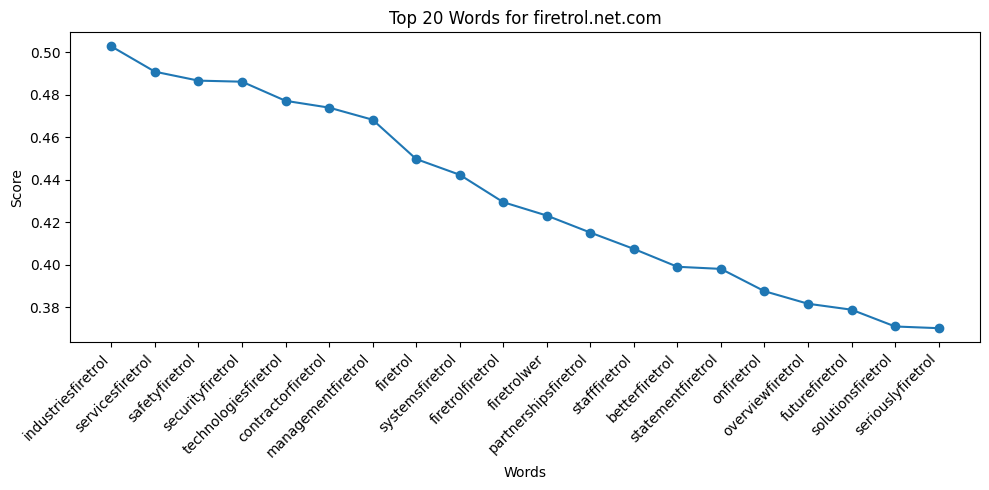 Top 20 Words for firetrol.net.com
Score
0.50
0.48
0.46
0.44
0.42
0.40
0.38
industriesfiretrol
servicesfiretrol
safetyfiretrol
securityfiretrol
technologiesfiretrol
contractorfiretrol
managementfiretrol
firetrol
systemsfiretrol
firetrolfiretrol
firetrolwer
partnershipsfiretrol
stafffiretrol
betterfiretrol
statementfiretrol
onfiretrol
overviewfiretrol
futurefiretrol
solutionsfiretrol
seriouslyfiretrol
Words